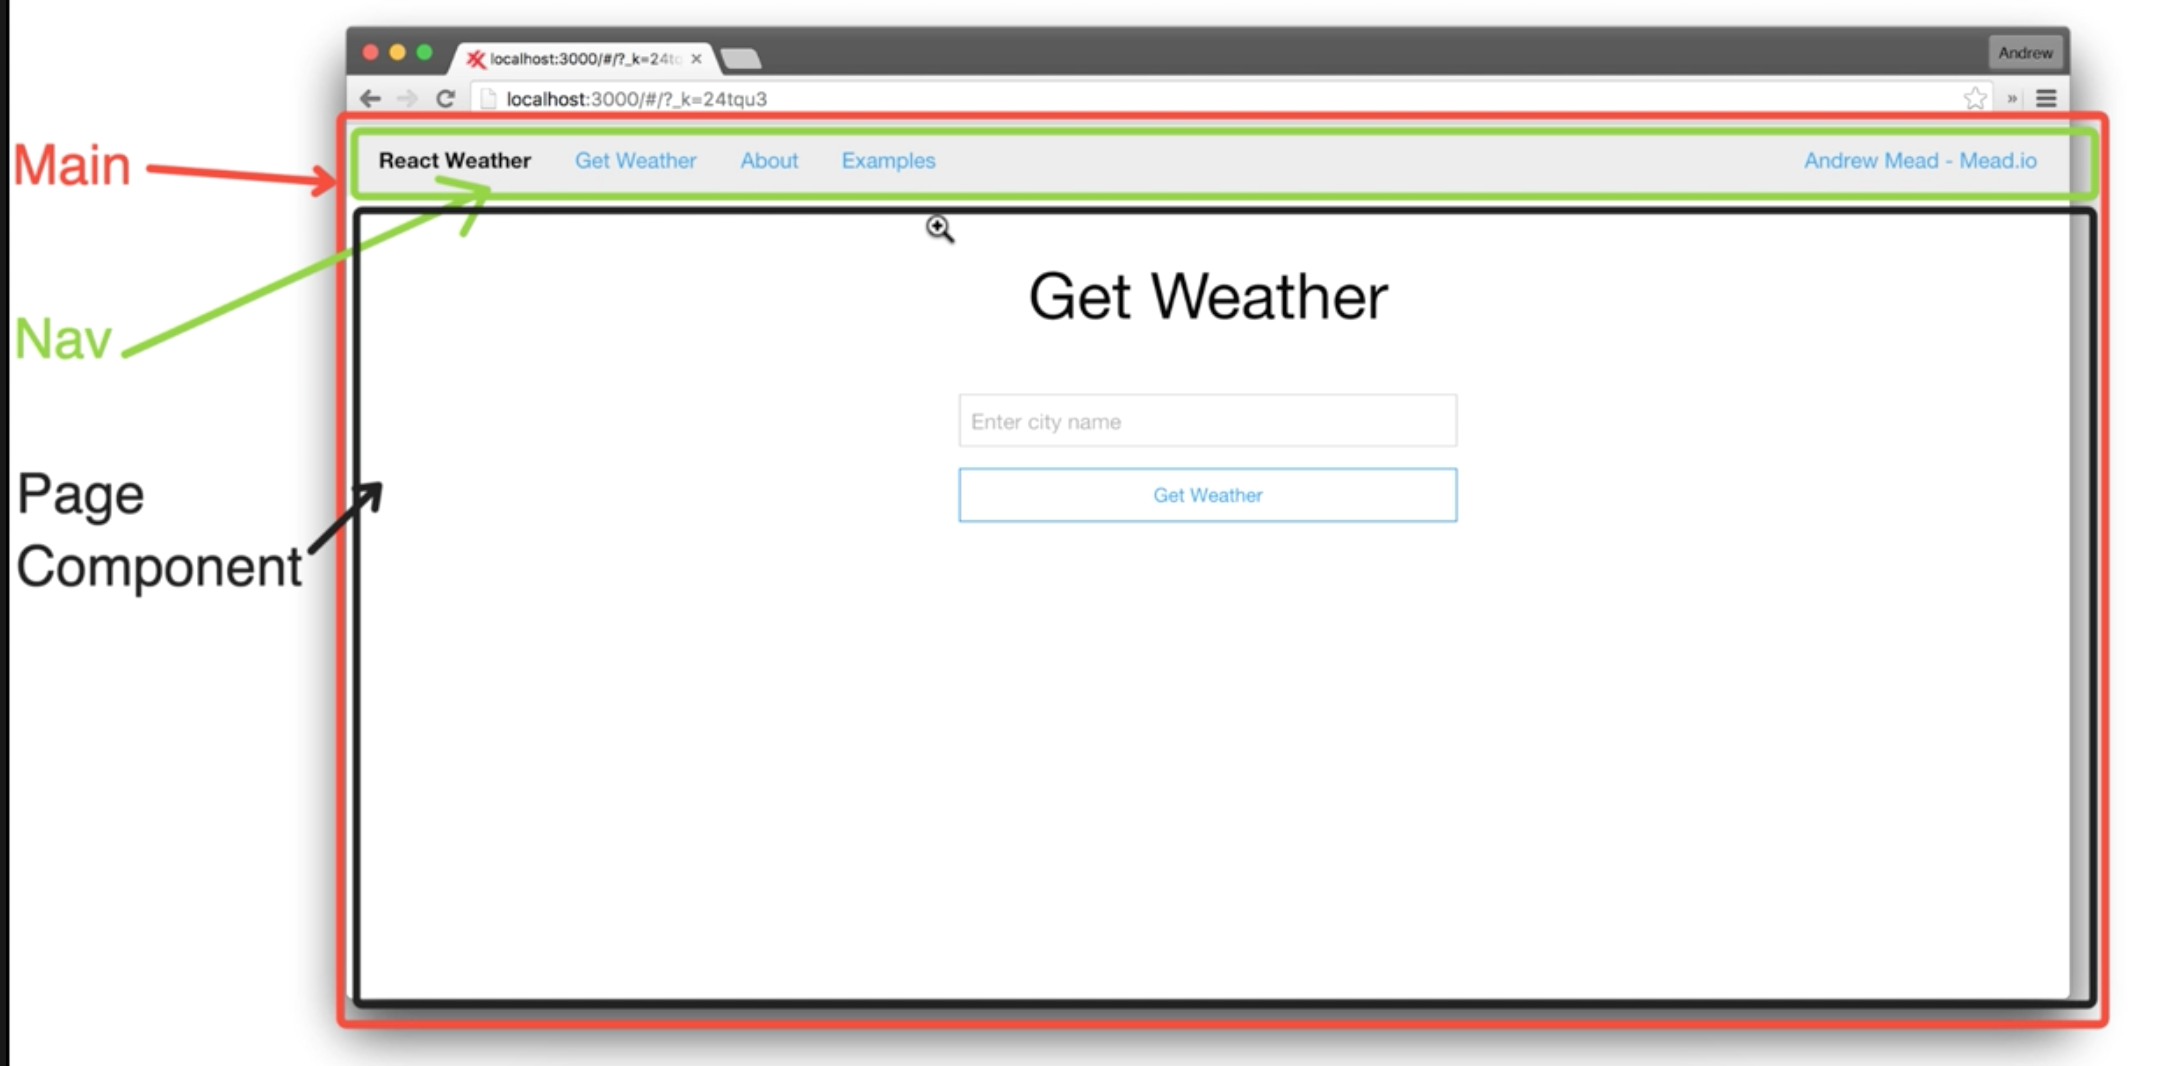 localhost:3000/#/?_k=24tc
Andrew
localhost:3000/#/?_k=24tqu3
Main
React Weather Get Weather About Examples Andrew Mead - Mead.io
Get Weather
Nav
Enter city name
Get Weather
Page
Component